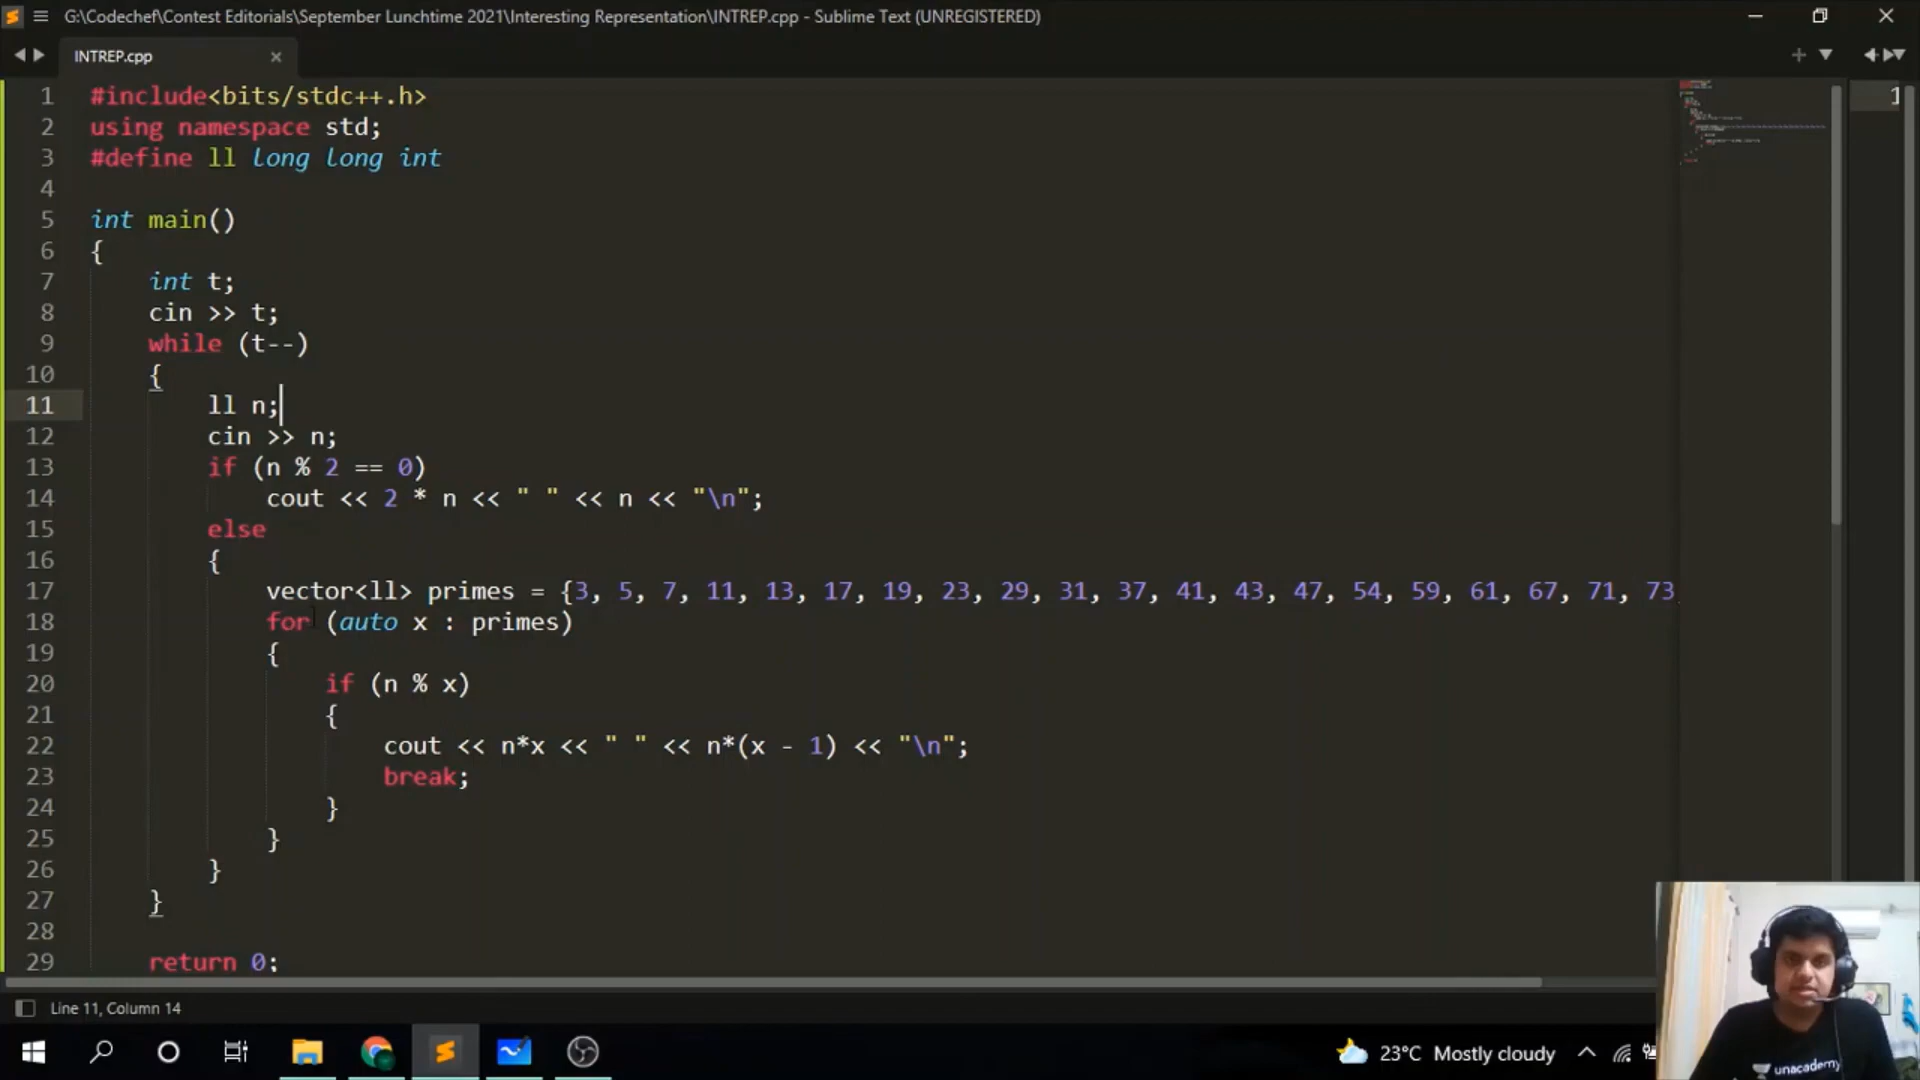 G:\Codechef\Contest Editorials\September Lunchtime 2021\Interesting Representation\INTREP.cpp - Sublime Text (UNREGISTERED)
INTREP.cpp
1 #include<bits/stdc++.h>
2 using namespace std;
3 #define ll long long int
4
5 int main()
6 {
7 int t;
8 cin >> t;
9 while (t--)
10 {
11 ll n;
12 cin >> n;
13 if (n % 2 == 0)
14 cout << 2 * n << " " << n << "\n";
15 else
16 {
17 vector<ll> primes = {3, 5, 7, 11, 13, 17, 19, 23, 29, 31, 37, 41, 43, 47, 54, 59, 61, 67, 71, 73
18 for (auto x : primes)
19 {
20 if (n % x)
21 {
22 cout << n*x << " " << n*(x - 1) << "\n";
23 break;
24 }
25 }
26 }
27 }
28
29 return 0;
1
Line 11, Column 14
23°C Mostly cloudy
unacademy